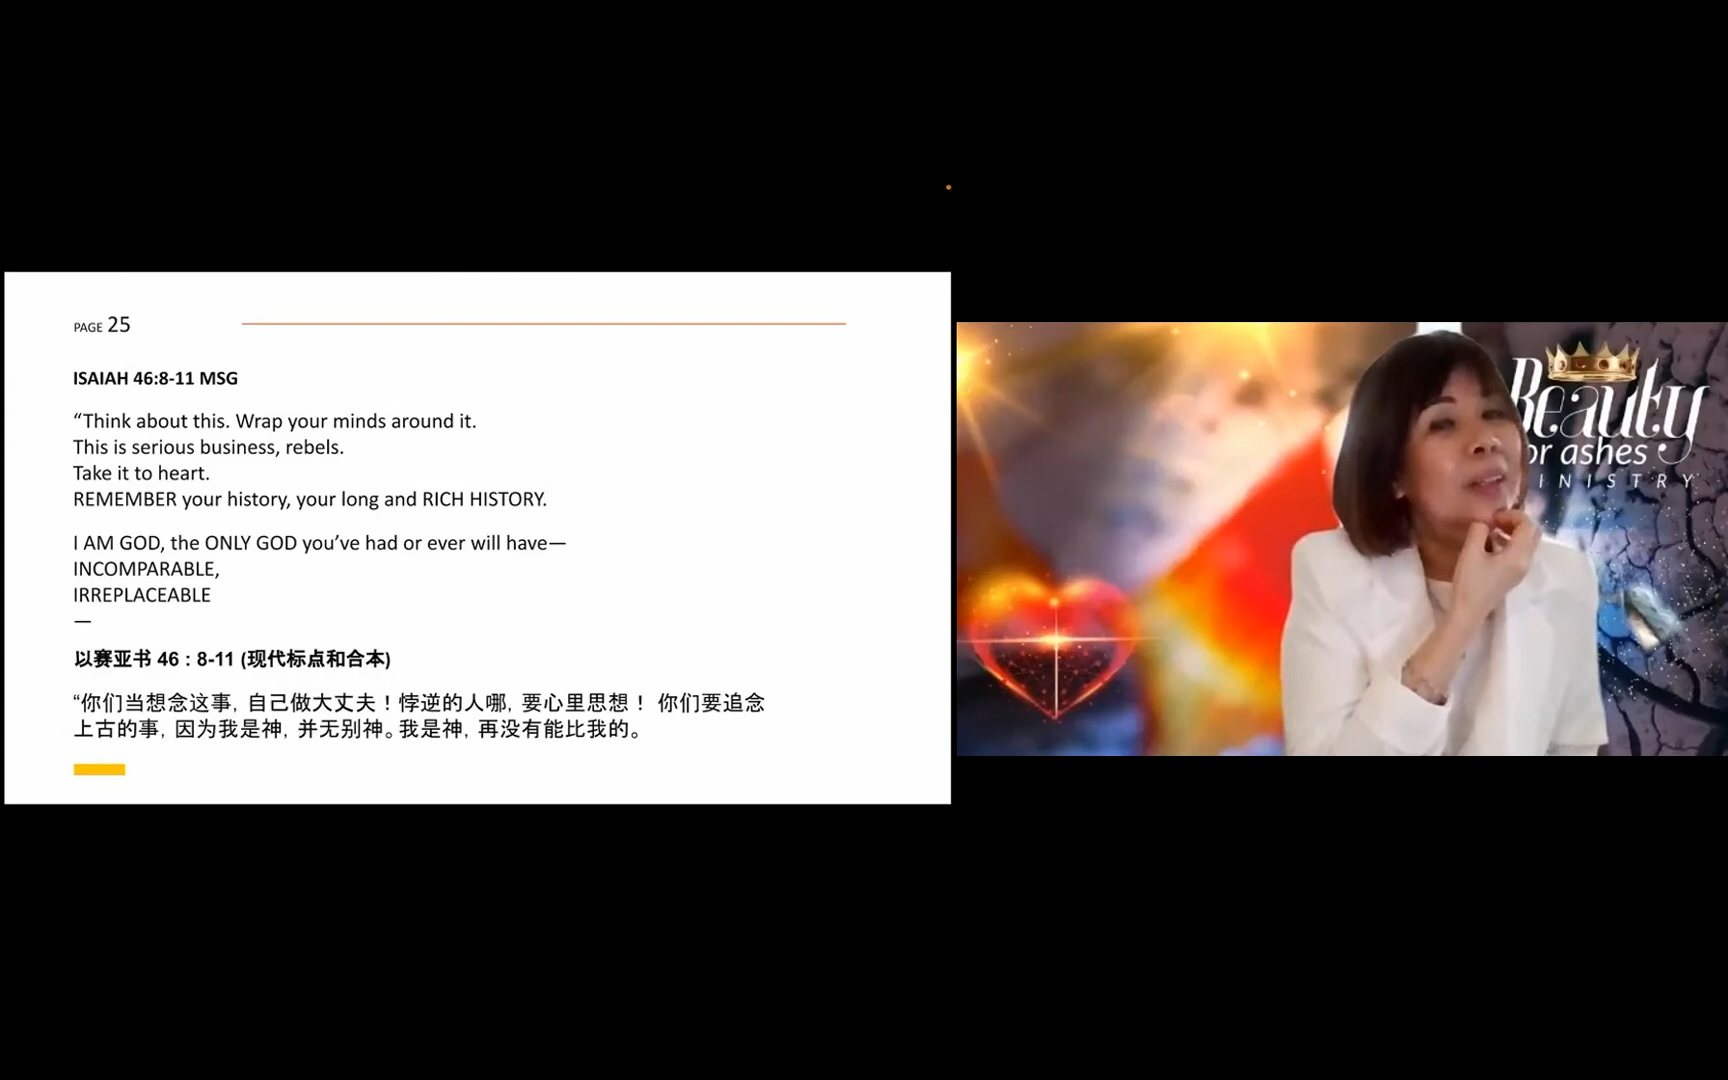 PAGE 25
ISAIAH 46:8-11 MSG
“Think about this. Wrap your minds around it.
This is serious business, rebels.
Take it to heart.
REMEMBER your history, your long and RICH HISTORY.
I AM GOD, the ONLY GOD you’ve had or ever will have—
INCOMPARABLE,
IRREPLACEABLE
—
以赛亚书 46 : 8-11 (现代标点和合本)
“你们当想念这事, 自己做大丈夫！悖逆的人哪, 要心里思想！ 你们要追念
上古的事, 因为我是神, 并无别神。我是神, 再没有能比我的。
Beauty
or ashes
INISTRY